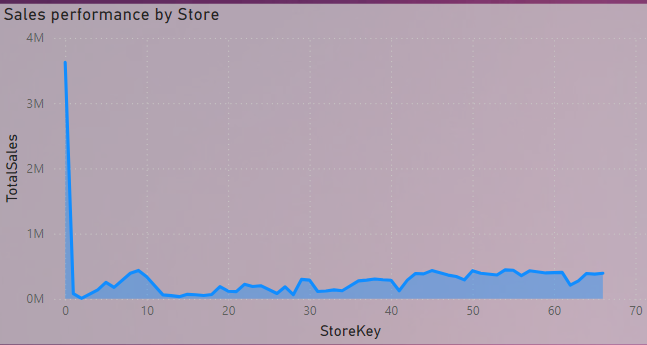 Sales performance by Store
4M
3M
2M
1M
0M
TotalSales
0 10 20 30 40 50 60 70
StoreKey